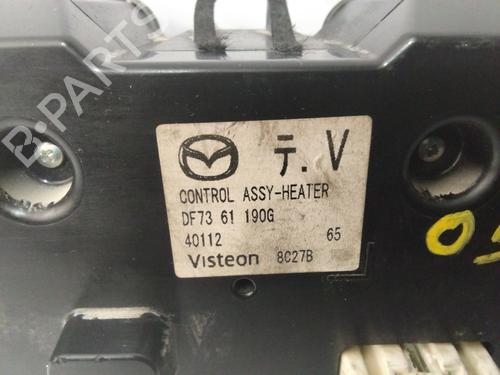 テ.V
CONTROL ASSY-HEATER
DF73 61 190G
40112 65
Visteon 8C27B
B-PARTS